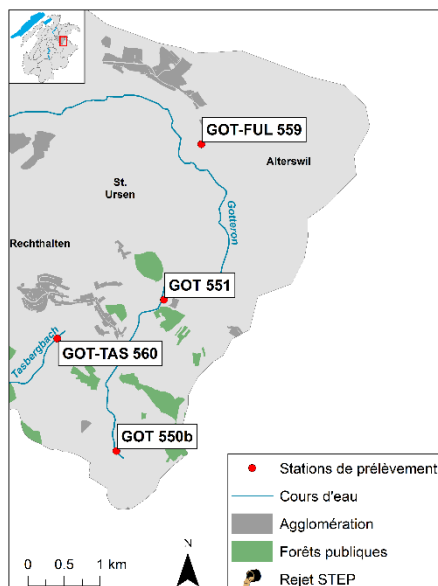 GOT-FUL 559
Alterswil
St.
Ursen
Gotteron
Rechthalten
GOT 551
Tasbergbach
GOT-TAS 560
GOT 550b
Stations de prélèvement
Cours d'eau
Agglomération
Forêts publiques
Rejet STEP
N
0 0.5 1 km